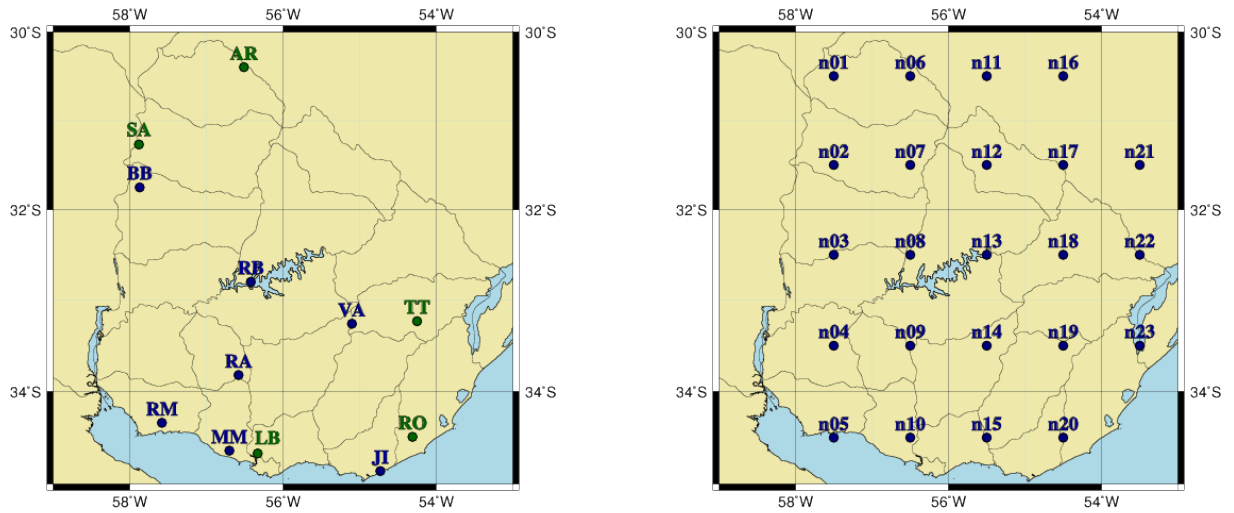 58°W 56°W 54°W
30°S 30°S
AR
SA
BB
32°S 32°S
RB
VA TT
RA
34°S 34°S
RM RO
MM LB
JI
58°W 56°W 54°W
58°W 56°W 54°W
30°S 30°S
n01 n06 n11 n16
n02 n07 n12 n17 n21
32°S 32°S
n03 n08 n13 n18 n22
n04 n09 n14 n19 n23
34°S 34°S
n05 n10 n15 n20
58°W 56°W 54°W